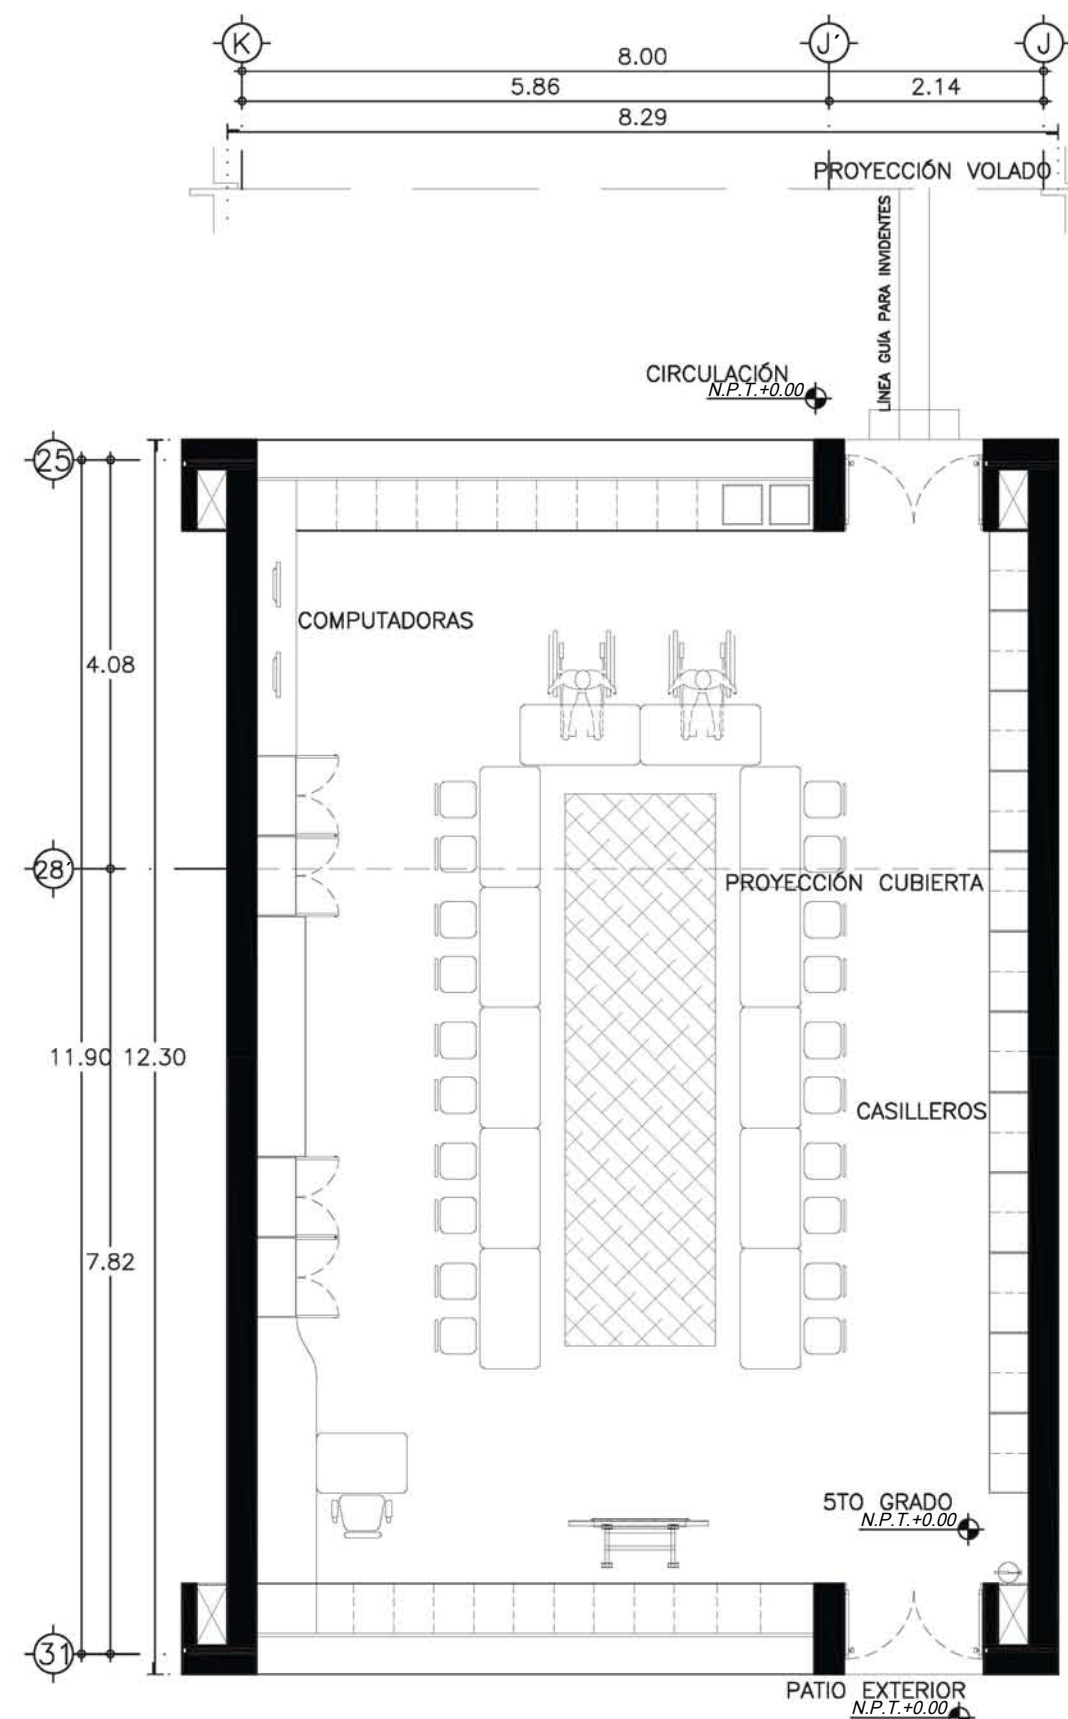 K J´ J
8.00
5.86 2.14
8.29
PROYECCIÓN VOLADO
LÍNEA GUÍA PARA INVIDENTES
CIRCULACIÓN
N.P.T.+0.00
25
COMPUTADORAS
4.08
28´
PROYECCIÓN CUBIERTA
11.90 12.30
CASILLEROS
7.82
5TO GRADO
N.P.T.+0.00
31
PATIO EXTERIOR
N.P.T.+0.00